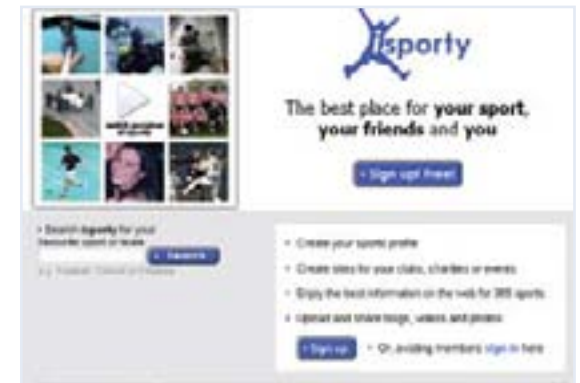 isporty
The best place for your sport,
your friends and you
Sign up! Free!
Search isporty for your
favourite sport or team
Search
Create your sports profile
Create sites for your clubs, charities or events
Enjoy the best information on the web for 365 sports
Upload and share blogs, videos and photos
Sign up
Or, existing members sign in here